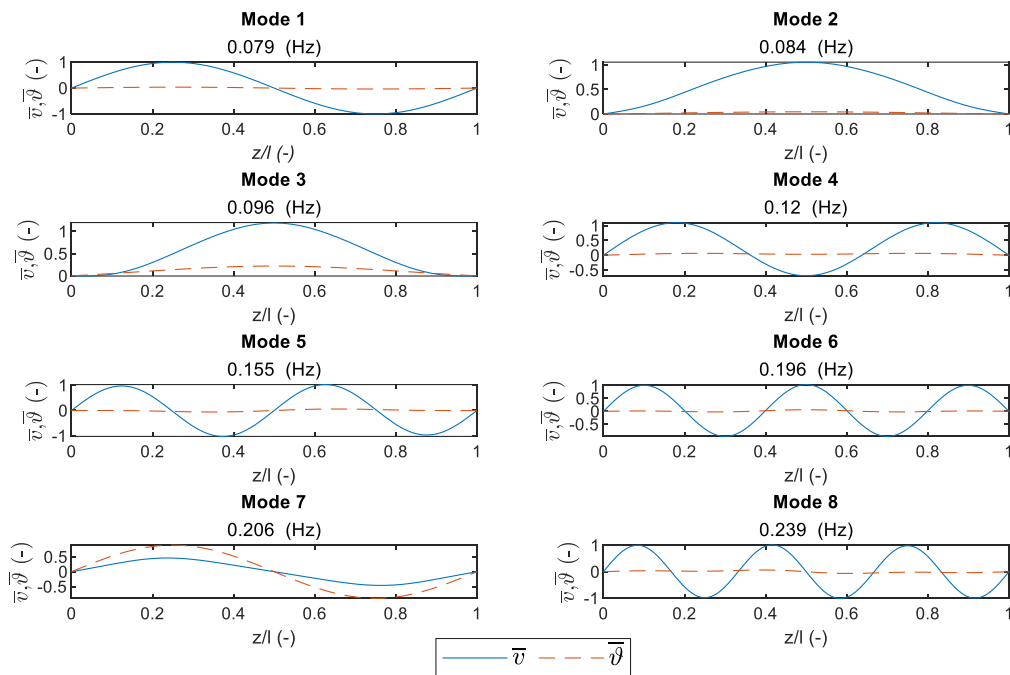 Mode 1
0.079 (Hz)
v̅,ϑ̅ (-)
1
0
-1
0 0.2 0.4 0.6 0.8 1
z/l (-)
Mode 2
0.084 (Hz)
v̅,ϑ̅ (-)
1
0.5
0
0 0.2 0.4 0.6 0.8 1
z/l (-)
Mode 3
0.096 (Hz)
v̅,ϑ̅ (-)
1
0
0 0.2 0.4 0.6 0.8 1
z/l (-)
Mode 4
0.12 (Hz)
v̅,ϑ̅ (-)
1
0.5
0
-0.5
0 0.2 0.4 0.6 0.8 1
z/l (-)
Mode 5
0.155 (Hz)
v̅,ϑ̅ (-)
1
0
-1
0 0.2 0.4 0.6 0.8 1
z/l (-)
Mode 6
0.196 (Hz)
v̅,ϑ̅ (-)
1
0.5
0
-0.5
0 0.2 0.4 0.6 0.8 1
z/l (-)
Mode 7
0.206 (Hz)
v̅,ϑ̅ (-)
0.5
0
-0.5
0 0.2 0.4 0.6 0.8 1
z/l (-)
Mode 8
0.239 (Hz)
v̅,ϑ̅ (-)
1
0
-1
0 0.2 0.4 0.6 0.8 1
z/l (-)
v̅ ϑ̅